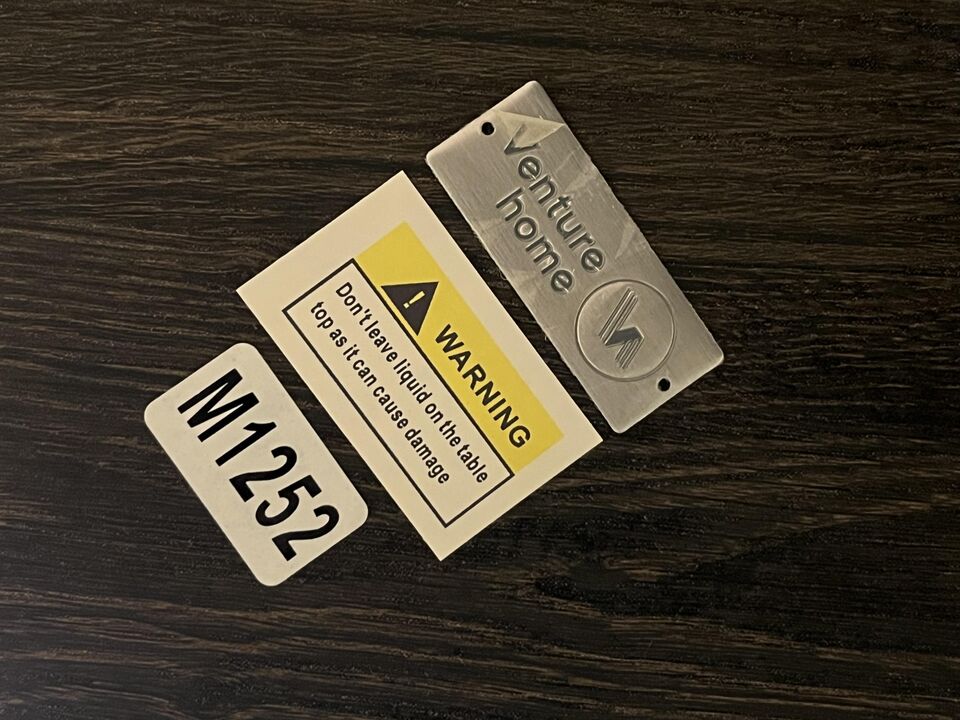 Venture
home
WARNING
Don't leave liquid on the table
top as it can cause damage
M1252